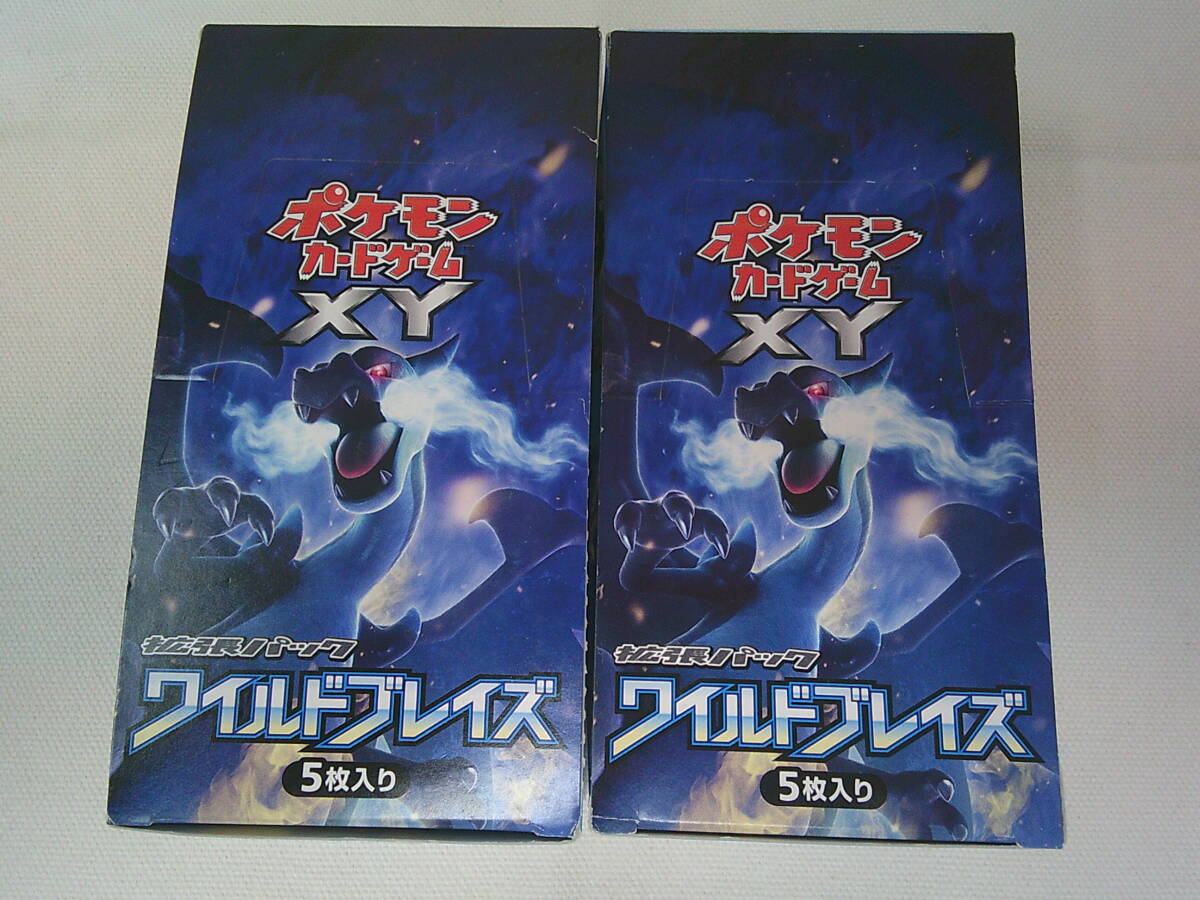 ポケモン
カードゲーム
XY
拡張パック
ワイルドブレイズ
5枚入り
ポケモン
カードゲーム
XY
拡張パック
ワイルドブレイズ
5枚入り